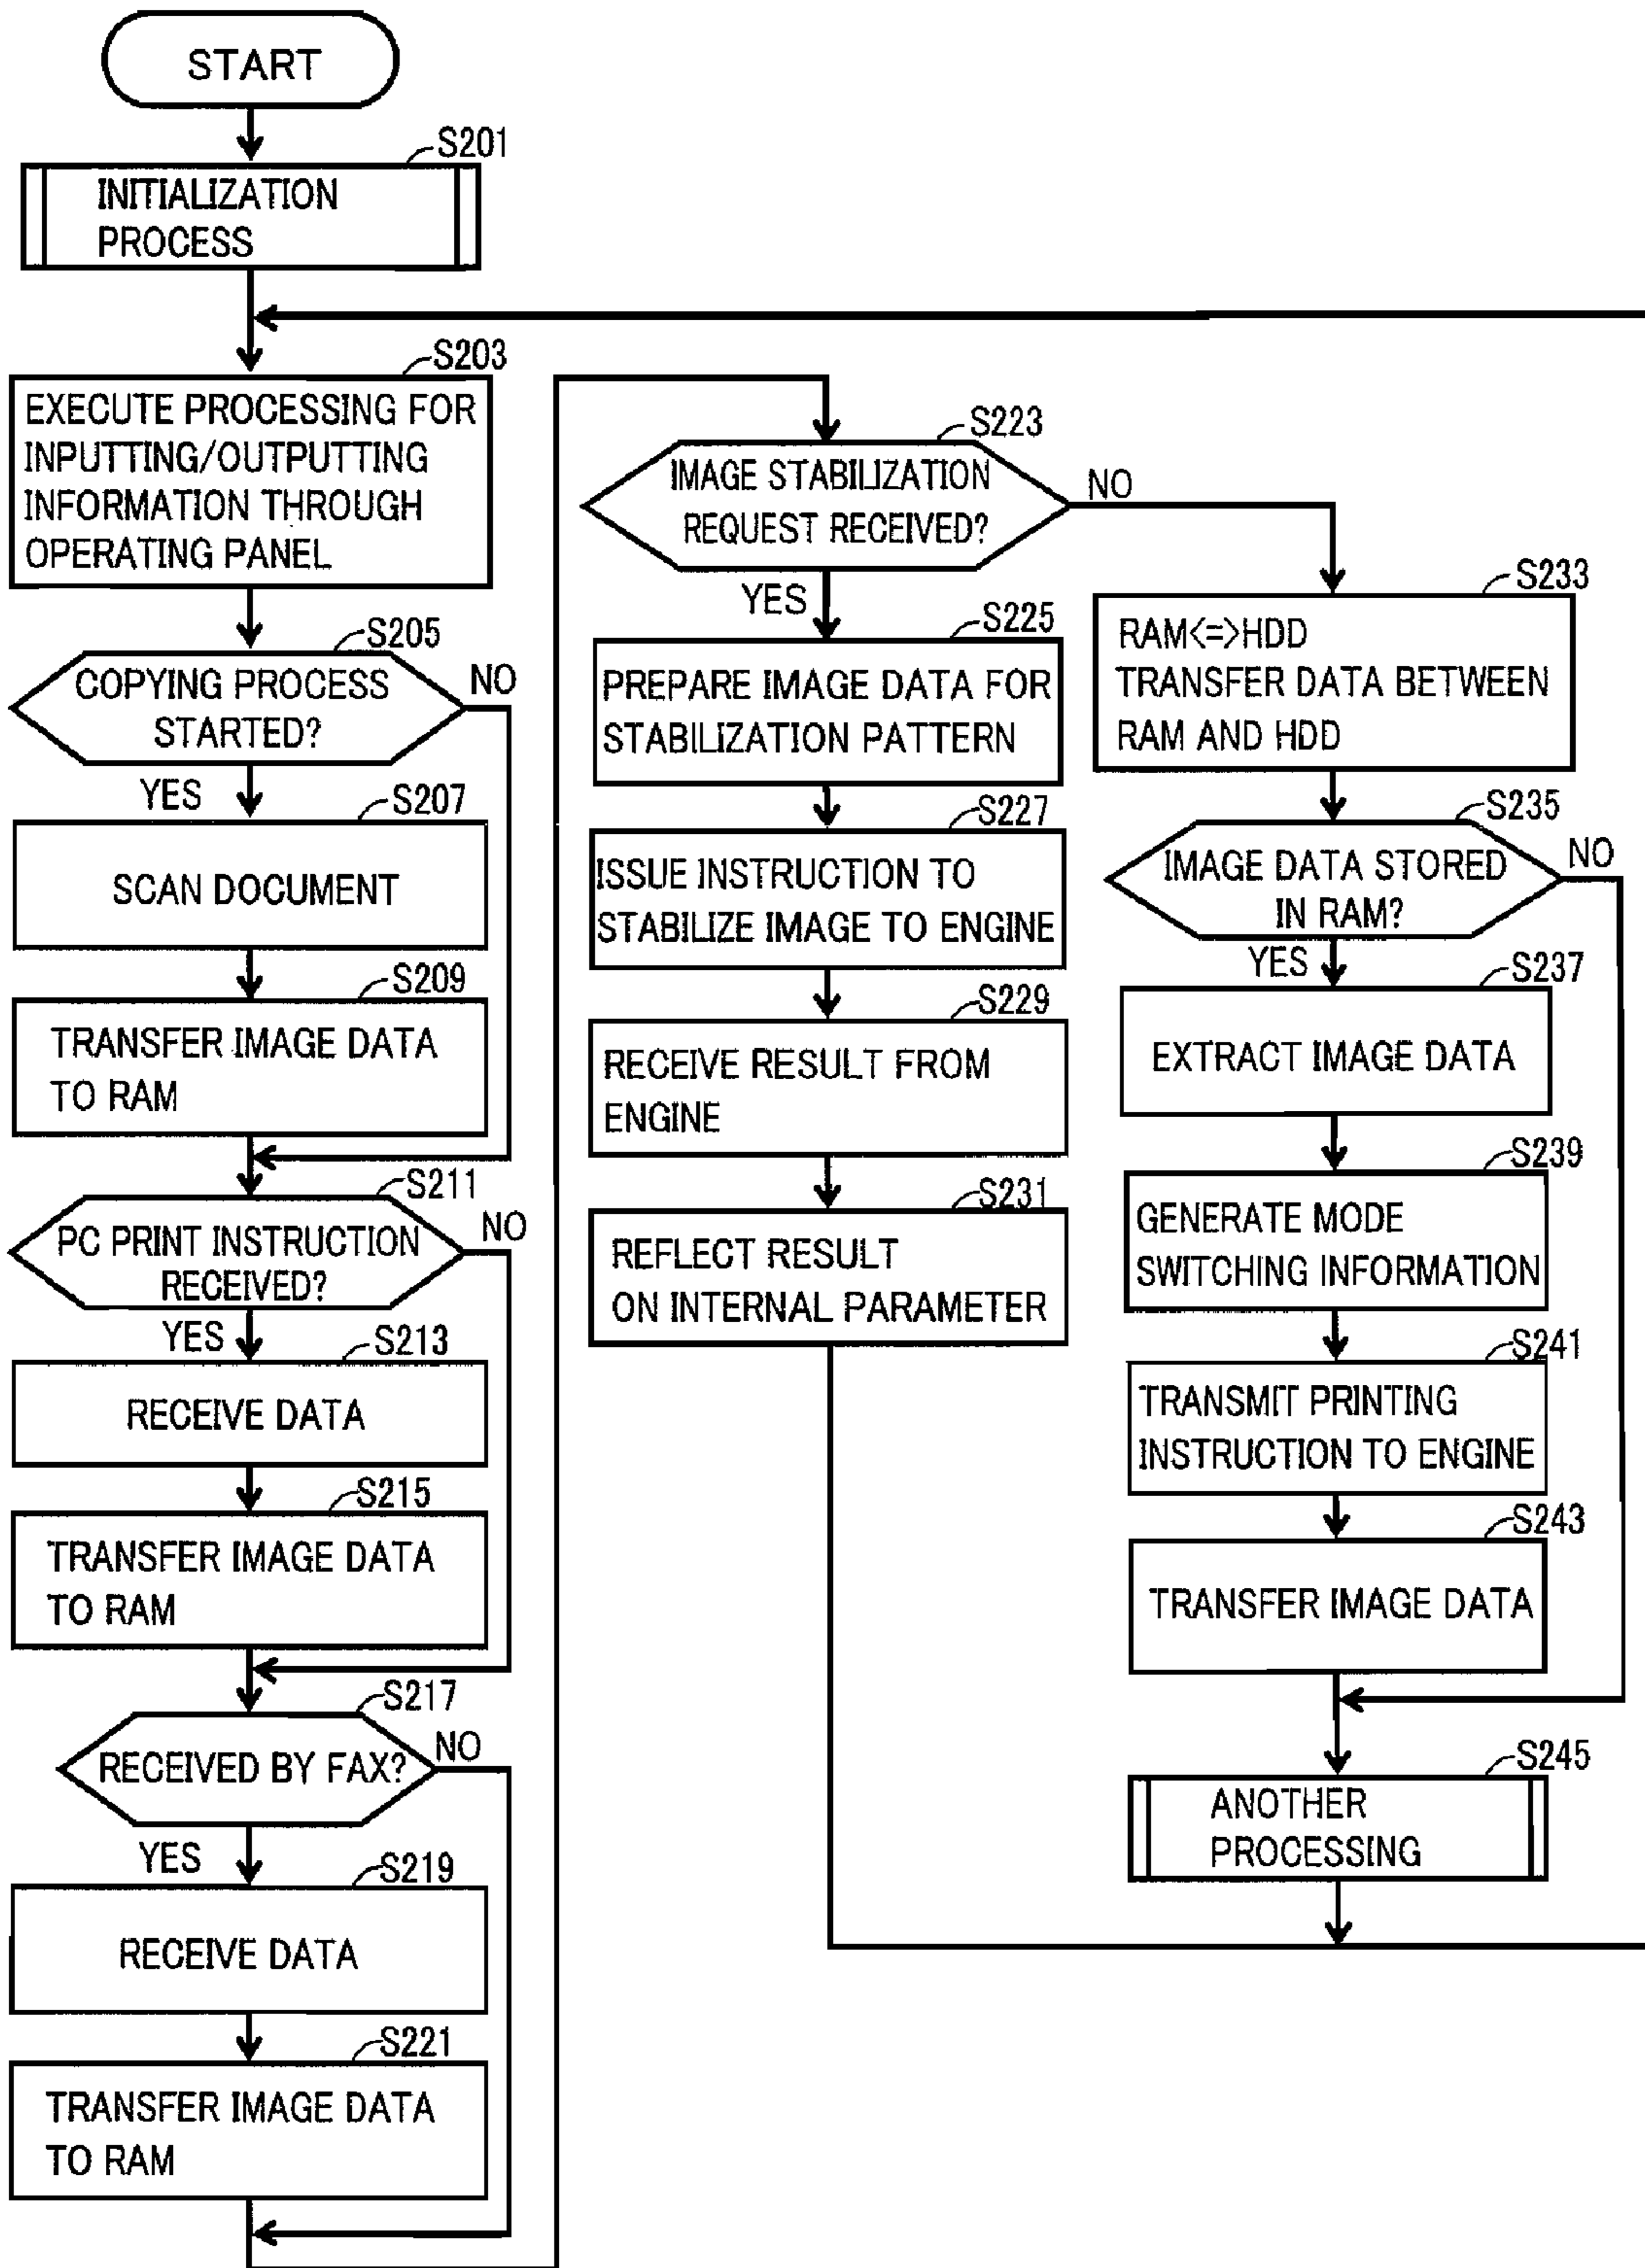 START
S201
INITIALIZATION
PROCESS
S203
EXECUTE PROCESSING FOR
INPUTTING/OUTPUTTING
INFORMATION THROUGH
OPERATING PANEL
S205
COPYING PROCESS
STARTED?
NO
YES
S207
SCAN DOCUMENT
S209
TRANSFER IMAGE DATA
TO RAM
S211
PC PRINT INSTRUCTION
RECEIVED?
NO
YES
S213
RECEIVE DATA
S215
TRANSFER IMAGE DATA
TO RAM
S217
RECEIVED BY FAX?
NO
YES
S219
RECEIVE DATA
S221
TRANSFER IMAGE DATA
TO RAM
S223
IMAGE STABILIZATION
REQUEST RECEIVED?
NO
YES
S225
PREPARE IMAGE DATA FOR
STABILIZATION PATTERN
S227
ISSUE INSTRUCTION TO
STABILIZE IMAGE TO ENGINE
S229
RECEIVE RESULT FROM
ENGINE
S231
REFLECT RESULT
ON INTERNAL PARAMETER
S233
RAM<=>HDD
TRANSFER DATA BETWEEN
RAM AND HDD
S235
IMAGE DATA STORED
IN RAM?
NO
YES
S237
EXTRACT IMAGE DATA
S239
GENERATE MODE
SWITCHING INFORMATION
S241
TRANSMIT PRINTING
INSTRUCTION TO ENGINE
S243
TRANSFER IMAGE DATA
S245
ANOTHER
PROCESSING